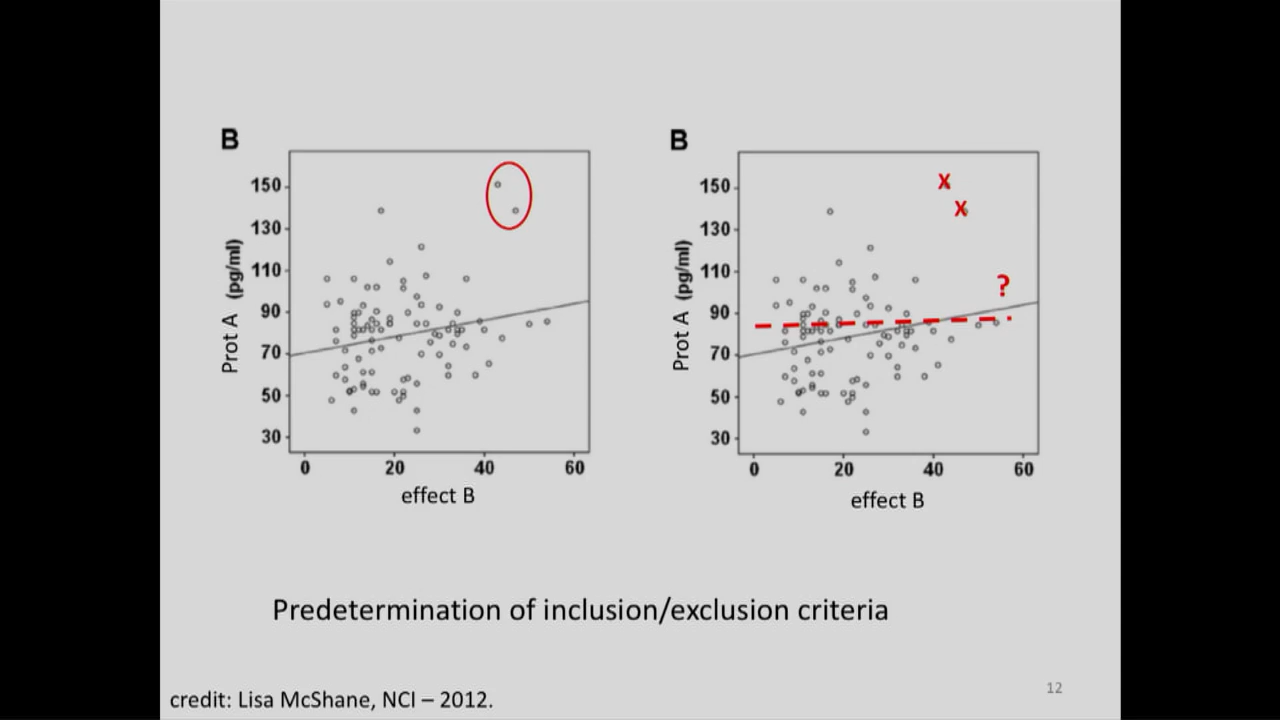 B
150
130
110
90
70
50
30
Prot A (pg/ml)
0 20 40 60
effect B
B
150
130
110
90
70
50
30
Prot A (pg/ml)
X
X
?
0 20 40 60
effect B
Predetermination of inclusion/exclusion criteria
credit: Lisa McShane, NCI – 2012.
12